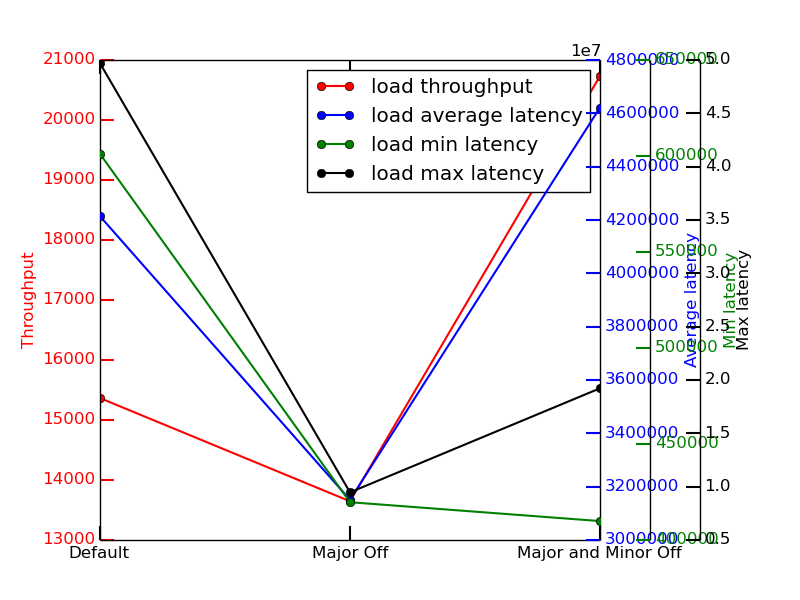 1e7
21000
20000
19000
18000
17000
16000
15000
14000
13000
Throughput
load throughput
load average latency
load min latency
load max latency
4800000
4600000
4400000
4200000
4000000
3800000
3600000
3400000
3200000
3000000
Average latency
650000
600000
550000
500000
450000
400000
Min latency
5.0
4.5
4.0
3.5
3.0
2.5
2.0
1.5
1.0
0.5
Max latency
Default
Major Off
Major and Minor Off